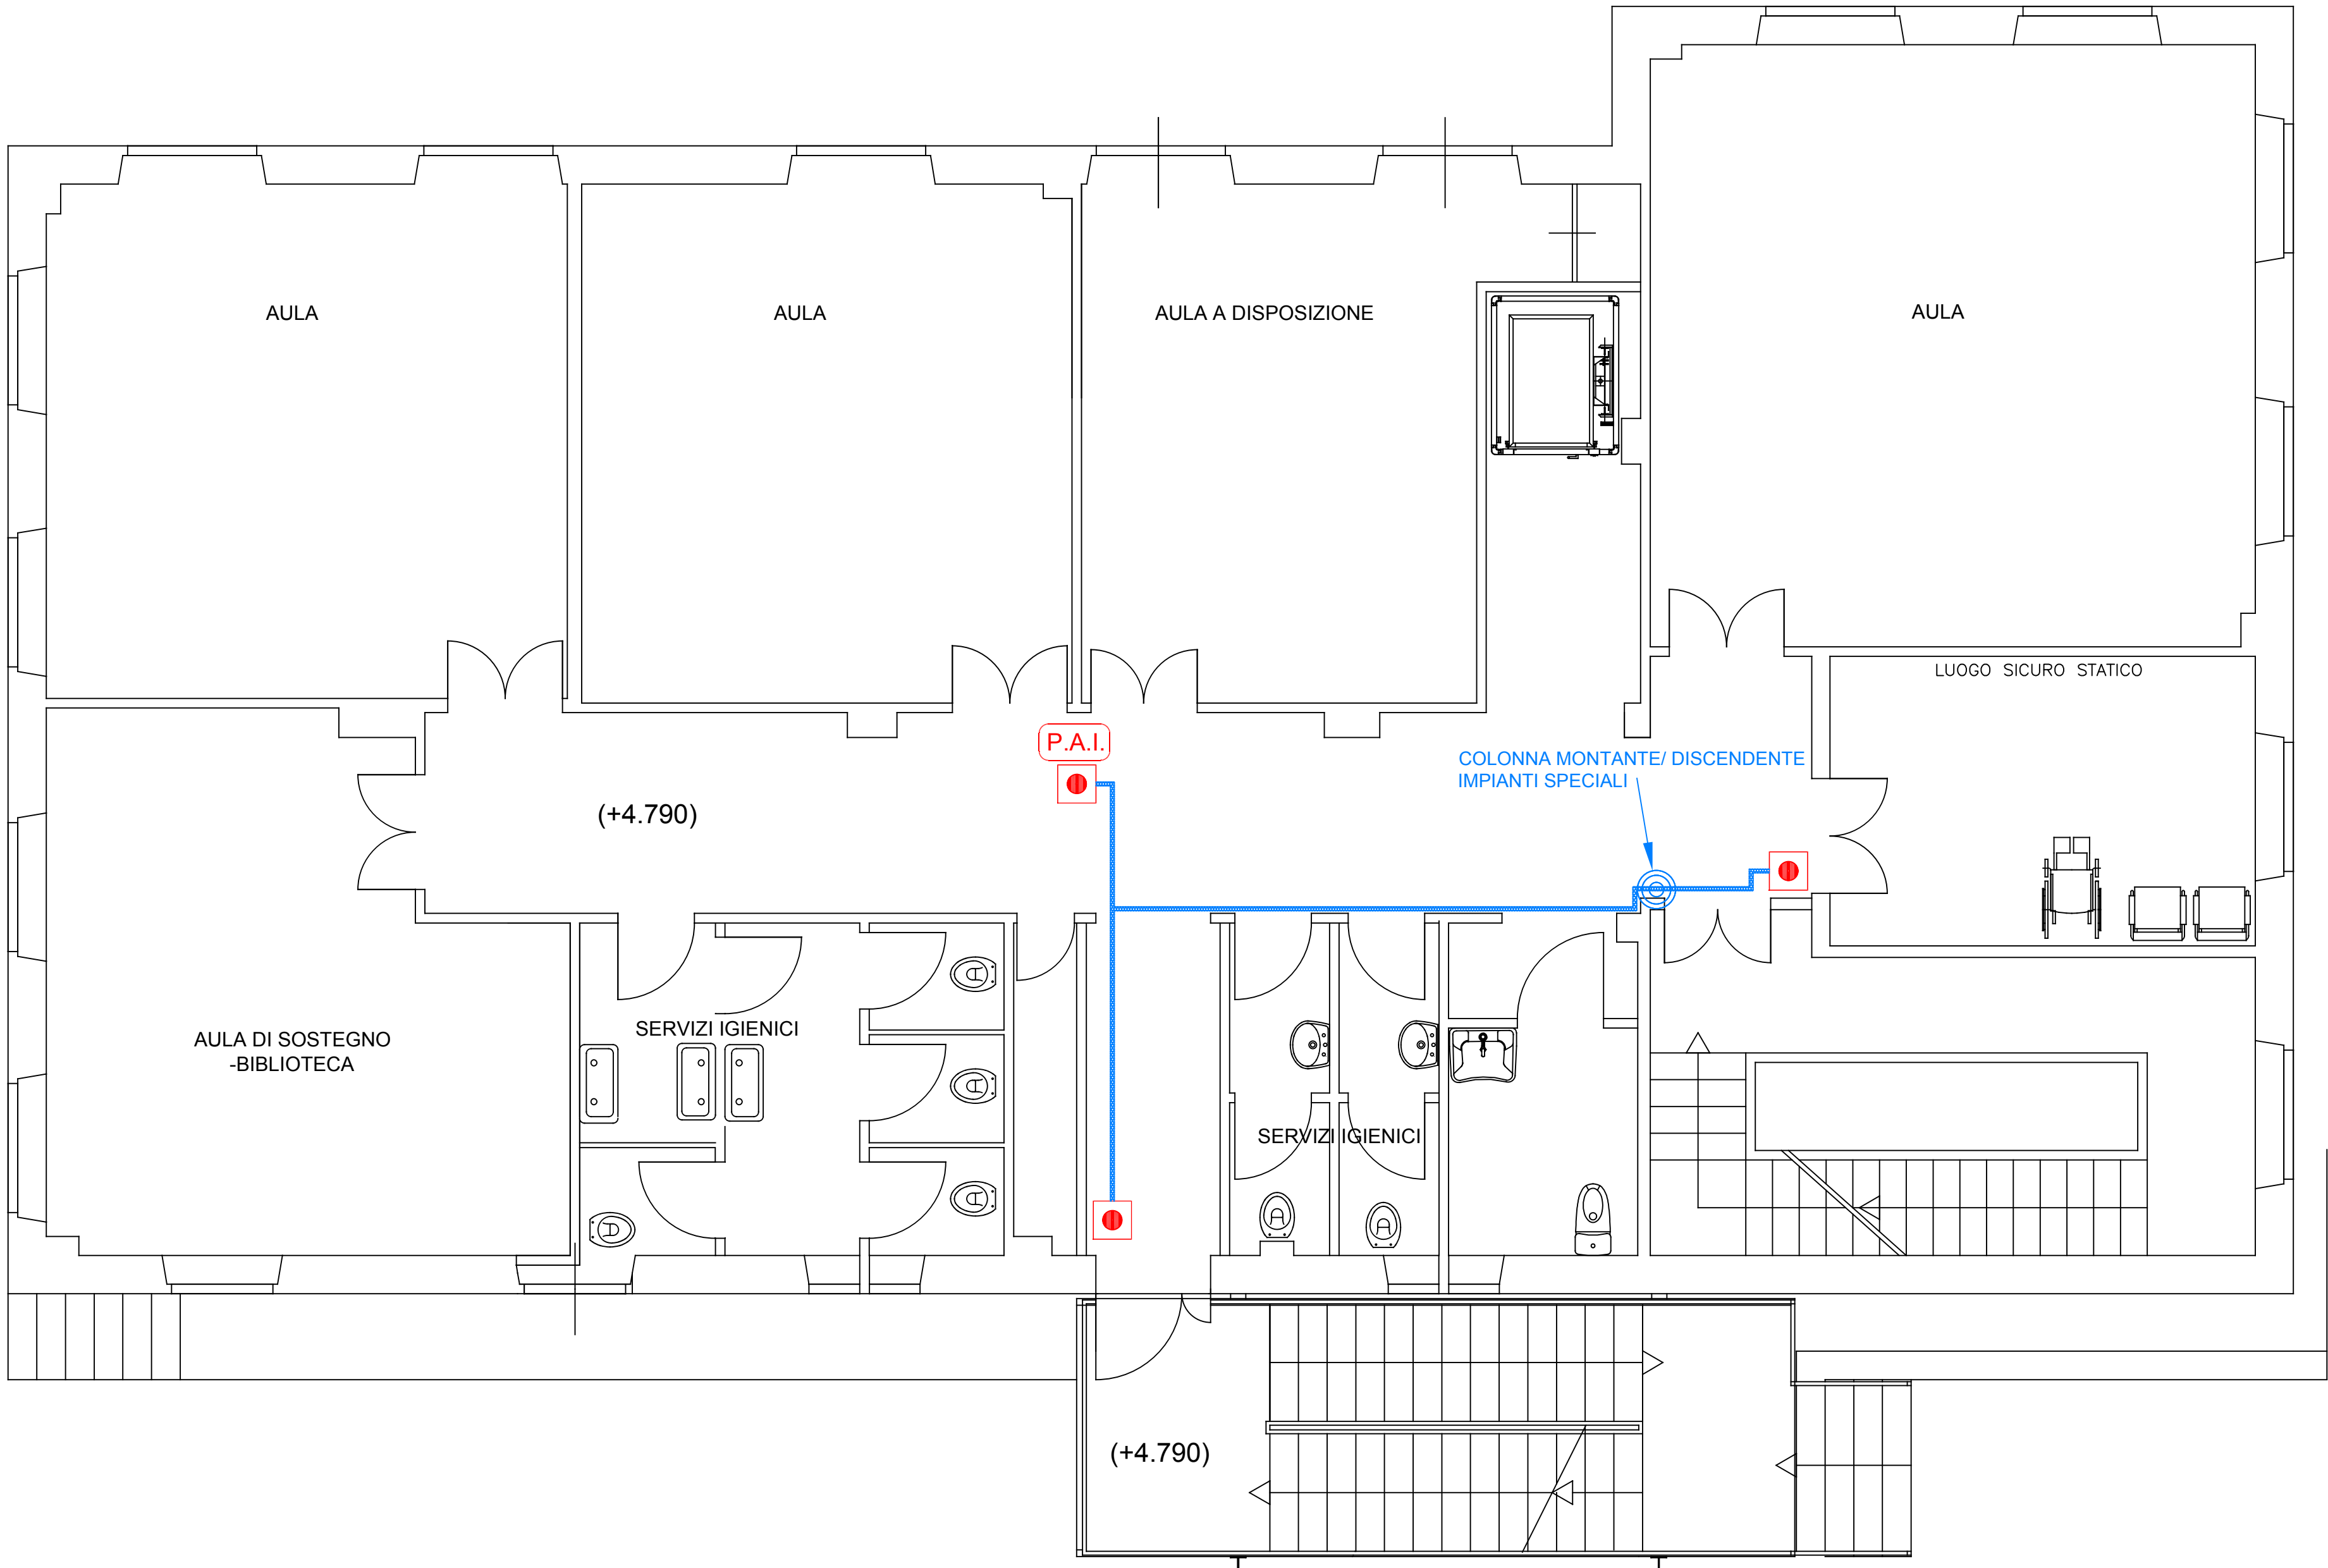 AULA
AULA
AULA A DISPOSIZIONE
AULA
LUOGO SICURO STATICO
P.A.I.
COLONNA MONTANTE/ DISCENDENTE
IMPIANTI SPECIALI
(+4.790)
AULA DI SOSTEGNO
-BIBLIOTECA
SERVIZI IGIENICI
SERVIZI IGIENICI
(+4.790)